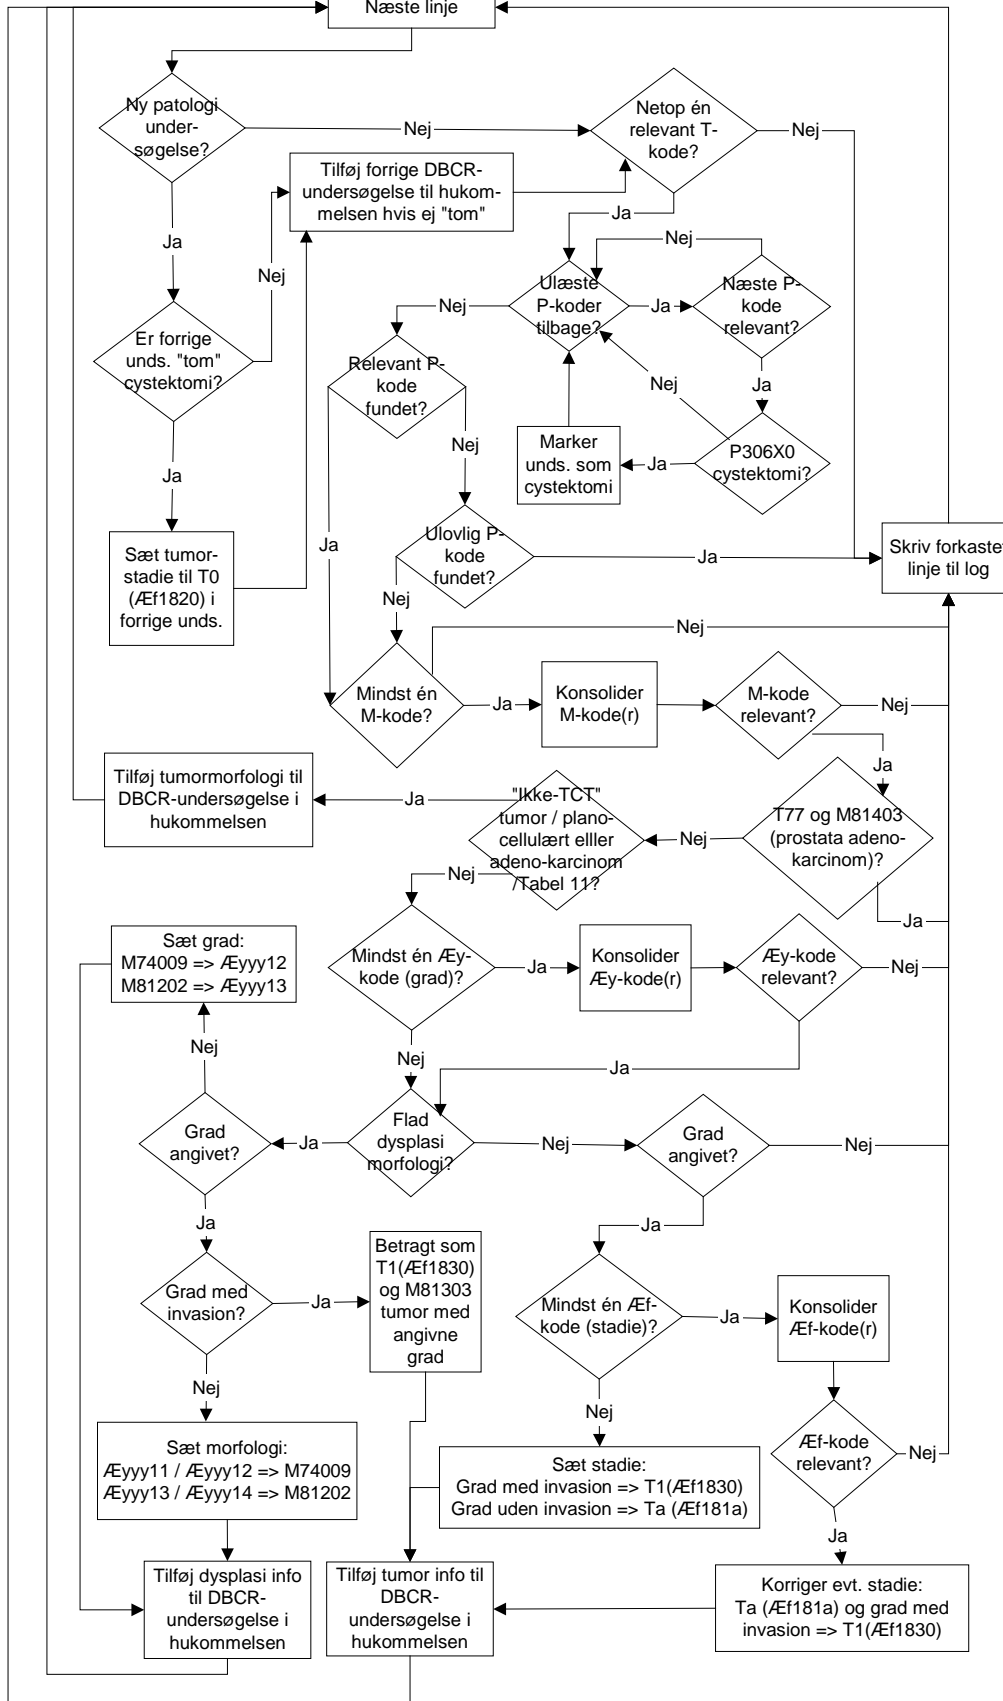 Næste linje
Ny patologi
under-
søgelse?
Nej
Netop én
relevant T-
kode?
Nej
Tilføj forrige DBCR-
undersøgelse til hukom-
melsen hvis ej "tom"
Ja
Ja
Nej
Nej
Er forrige
unds. "tom"
cystektomi?
Ulæste
P-koder
tilbage?
Ja
Næste P-
kode
relevant?
Nej
Relevant P-
kode
fundet?
Nej
Ja
Nej
Marker
unds. som
cystektomi
Ja
P306X0
cystektomi?
Ja
Sæt tumor-
stadie til T0
(Æf1820) i
forrige unds.
Ja
Ulovlig P-
kode
fundet?
Ja
Skriv forkastet
linje til log
Nej
Nej
Mindst én
M-kode?
Ja
Konsolider
M-kode(r)
M-kode
relevant?
Nej
Ja
Tilføj tumormorfologi til
DBCR-undersøgelse i
hukommelsen
Ja
"Ikke-TCT"
tumor / plano-
cellulært elller
adeno-karcinom
/Tabel 11?
Nej
T77 og M81403
(prostata adeno-
karcinom)?
Nej
Ja
Sæt grad:
M74009 => Æyyy12
M81202 => Æyyy13
Mindst én Æy-
kode (grad)?
Ja
Konsolider
Æy-kode(r)
Æy-kode
relevant?
Nej
Nej
Nej
Ja
Grad
angivet?
Ja
Flad
dysplasi
morfologi?
Nej
Grad
angivet?
Nej
Ja
Ja
Grad med
invasion?
Ja
Betragt som
T1(Æf1830)
og M81303
tumor med
angivne
grad
Mindst én Æf-
kode (stadie)?
Ja
Konsolider
Æf-kode(r)
Nej
Nej
Sæt morfologi:
Æyyy11 / Æyyy12 => M74009
Æyyy13 / Æyyy14 => M81202
Sæt stadie:
Grad med invasion => T1(Æf1830)
Grad uden invasion => Ta (Æf181a)
Æf-kode
relevant?
Nej
Ja
Tilføj dysplasi info
til DBCR-
undersøgelse i
hukommelsen
Tilføj tumor info til
DBCR-
undersøgelse i
hukommelsen
Korriger evt. stadie:
Ta (Æf181a) og grad med
invasion => T1(Æf1830)